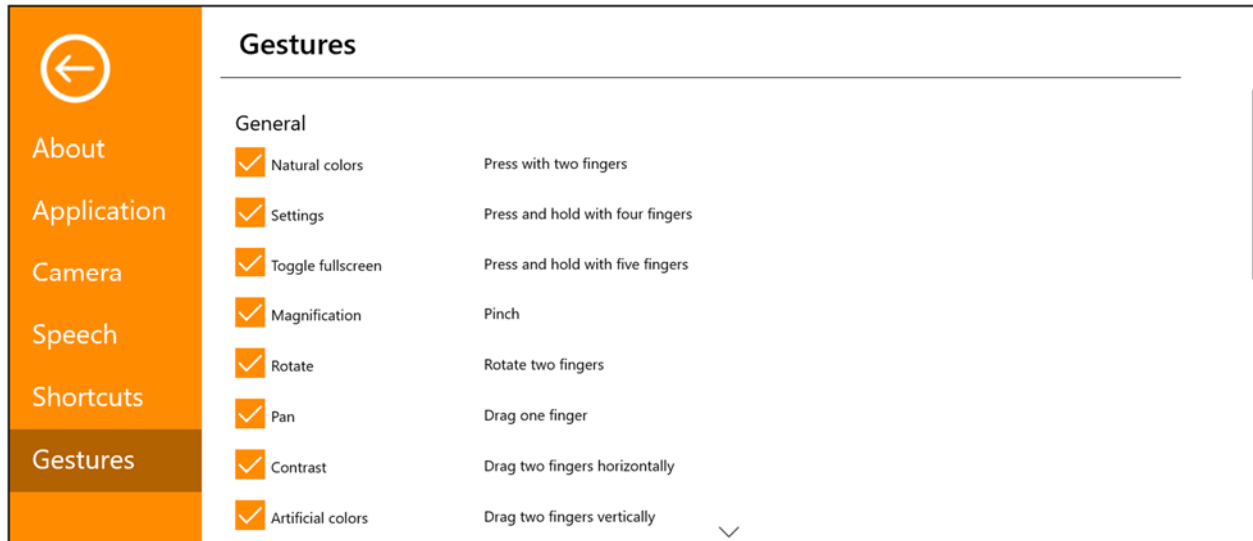 Gestures
About
Application
Camera
Speech
Shortcuts
Gestures
General
Natural colors Press with two fingers
Settings Press and hold with four fingers
Toggle fullscreen Press and hold with five fingers
Magnification Pinch
Rotate Rotate two fingers
Pan Drag one finger
Contrast Drag two fingers horizontally
Artificial colors Drag two fingers vertically